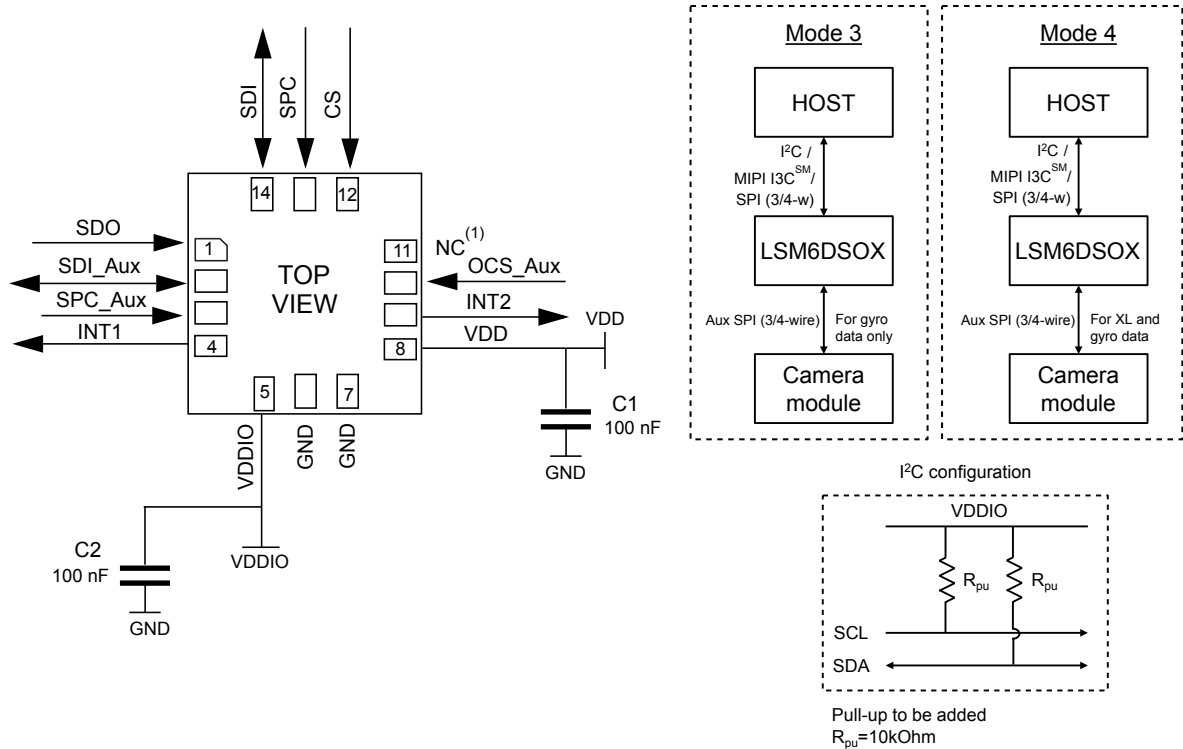 SDI
SPC
CS
14
12
SDO
SDI_Aux
SPC_Aux
INT1
1
4
TOP
VIEW
11
8
NC(1)
OCS_Aux
INT2
VDD
VDD
5
7
VDDIO
GND
GND
C1
100 nF
GND
C2
100 nF
GND
VDDIO
Mode 3
HOST
I²C /
MIPI I3C℠/
SPI (3/4-w)
LSM6DSOX
Aux SPI (3/4-wire)
For gyro
data only
Camera
module
Mode 4
HOST
I²C /
MIPI I3C℠/
SPI (3/4-w)
LSM6DSOX
Aux SPI (3/4-wire)
For XL and
gyro data
Camera
module
I²C configuration
VDDIO
Rpu
Rpu
SCL
SDA
Pull-up to be added
Rpu=10kOhm